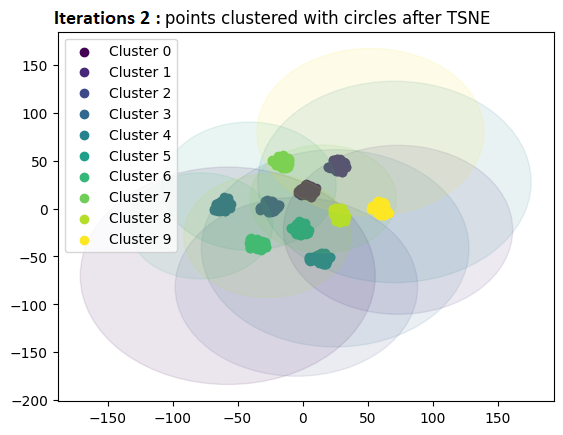 Iterations 2 : points clustered with circles after TSNE
Cluster 0
Cluster 1
Cluster 2
Cluster 3
Cluster 4
Cluster 5
Cluster 6
Cluster 7
Cluster 8
Cluster 9
150
100
50
0
−50
−100
−150
−200
−150 −100 −50 0 50 100 150